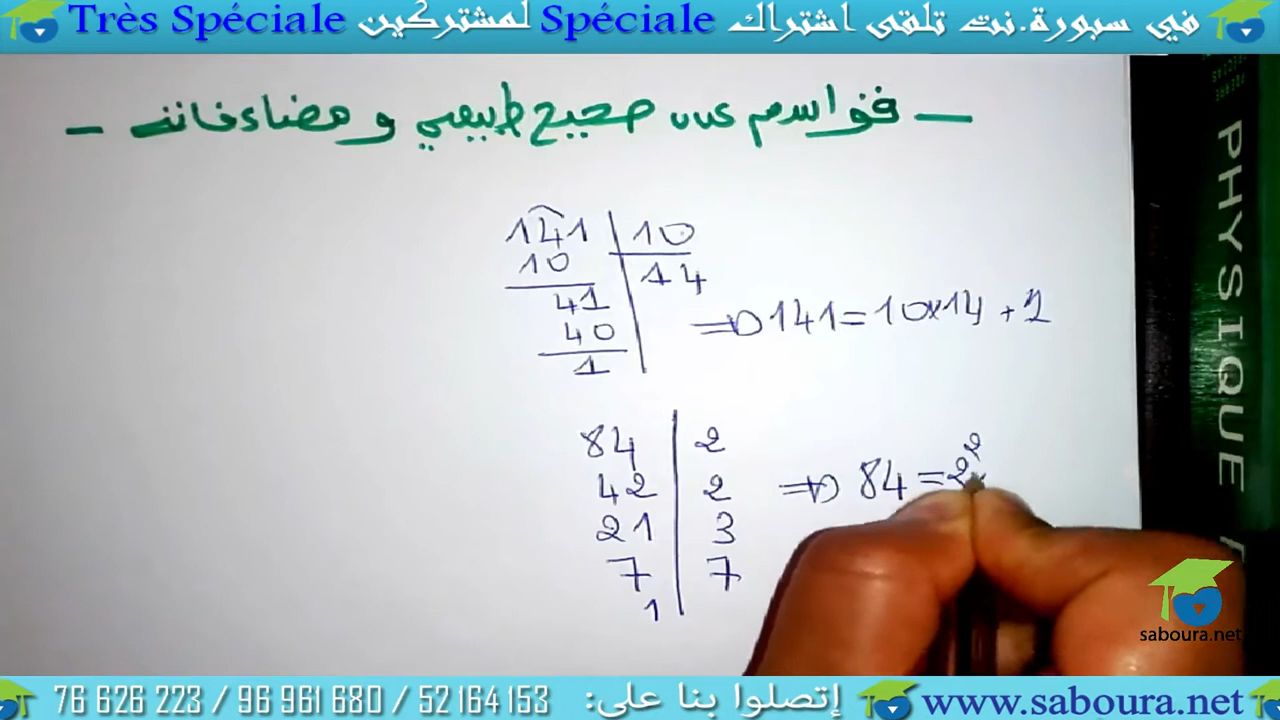 في سبورة.نت تلقى اشتراك Spéciale لمشتركين Très Spéciale
- قواسم عدد صحيح طبيعي و مضاعفاته -
141 | 10
10 | 14
41
40
1
⇒ 141 = 10×14 + 1
84 | 2
42 | 2
21 | 3
7 | 7
1
⇒ 84 = 2²
PHYSIQUE
saboura.net
76 626 223 / 96 961 680 / 52 164 153 إتصلوا بنا على: www.saboura.net